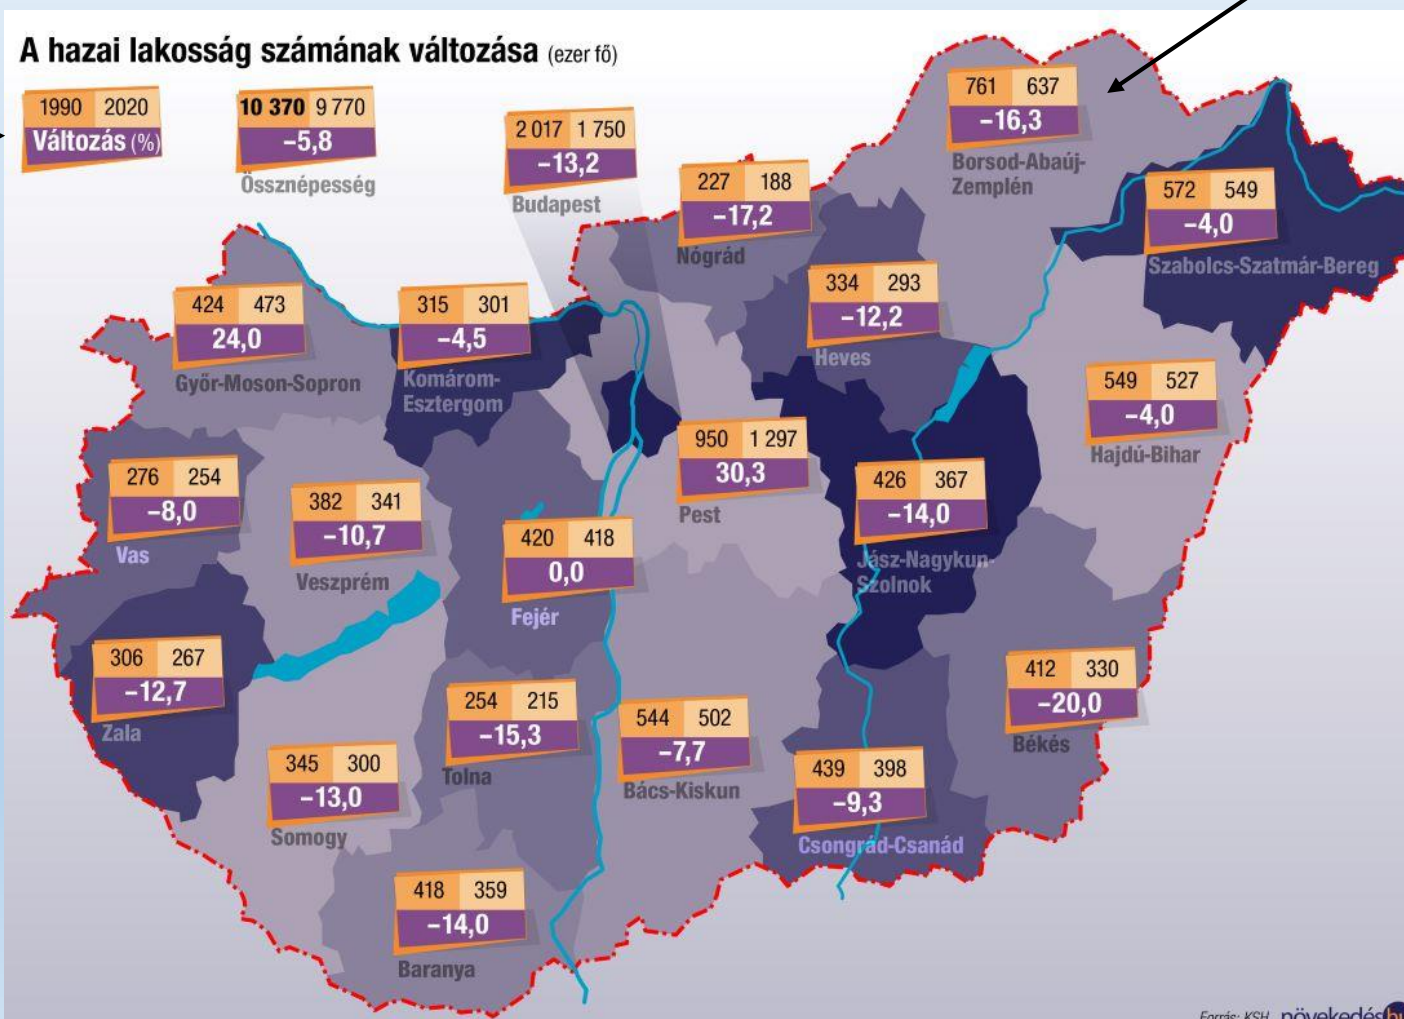 A hazai lakosság számának változása (ezer fő)
1990 2020
Változás (%)
10 370 9 770
–5,8
Össznépesség
2 017 1 750
–13,2
Budapest
227 188
–17,2
Nógrád
761 637
–16,3
Borsod-Abaúj-
Zemplén
572 549
–4,0
Szabolcs-Szatmár-Bereg
424 473
24,0
Győr-Moson-Sopron
315 301
–4,5
Komárom-
Esztergom
334 293
–12,2
Heves
549 527
–4,0
Hajdú-Bihar
276 254
–8,0
Vas
382 341
–10,7
Veszprém
420 418
0,0
Fejér
950 1 297
30,3
Pest
426 367
–14,0
Jász-Nagykun-
Szolnok
306 267
–12,7
Zala
345 300
–13,0
Somogy
254 215
–15,3
Tolna
544 502
–7,7
Bács-Kiskun
439 398
–9,3
Csongrád-Csanád
412 330
–20,0
Békés
418 359
–14,0
Baranya
Forrás: KSH növekedés.hu